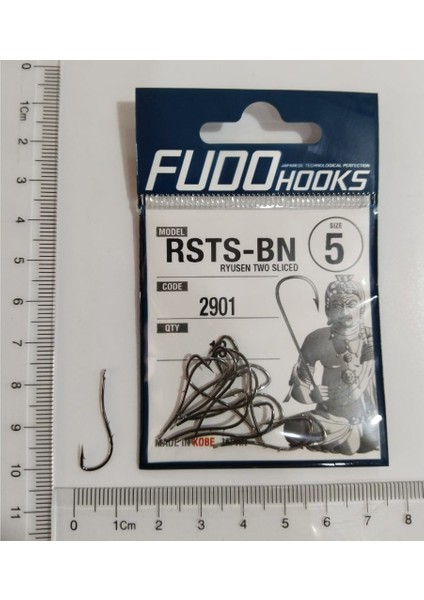 FUDO HOOKS
JAPANESE TECHNOLOGICAL PERFECTION
MODEL
RSTS-BN
RYUSEN TWO SLICED
SIZE
5
CODE
2901
QTY
MADE IN KOBE
0 1Cm 2 3 4 5 6 7 8 9 10 11
0 1Cm 2 3 4 5 6 7 8